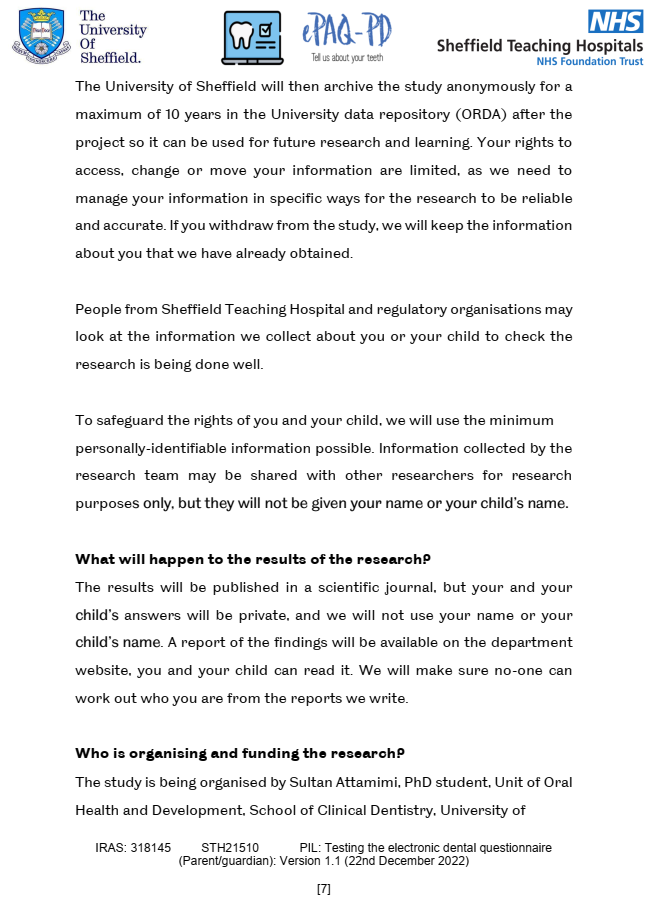 The
University
Of
Sheffield.
ePAQ-PD
Tell us about your teeth
NHS
Sheffield Teaching Hospitals
NHS Foundation Trust
The University of Sheffield will then archive the study anonymously for a
maximum of 10 years in the University data repository (ORDA) after the
project so it can be used for future research and learning. Your rights to
access, change or move your information are limited, as we need to
manage your information in specific ways for the research to be reliable
and accurate. If you withdraw from the study, we will keep the information
about you that we have already obtained.
People from Sheffield Teaching Hospital and regulatory organisations may
look at the information we collect about you or your child to check the
research is being done well.
To safeguard the rights of you and your child, we will use the minimum
personally-identifiable information possible. Information collected by the
research team may be shared with other researchers for research
purposes only, but they will not be given your name or your child's name.
What will happen to the results of the research?
The results will be published in a scientific journal, but your and your
child's answers will be private, and we will not use your name or your
child's name. A report of the findings will be available on the department
website, you and your child can read it. We will make sure no-one can
work out who you are from the reports we write.
Who is organising and funding the research?
The study is being organised by Sultan Attamimi, PhD student, Unit of Oral
Health and Development, School of Clinical Dentistry, University of
IRAS: 318145 STH21510 PIL: Testing the electronic dental questionnaire
(Parent/guardian): Version 1.1 (22nd December 2022)
[7]